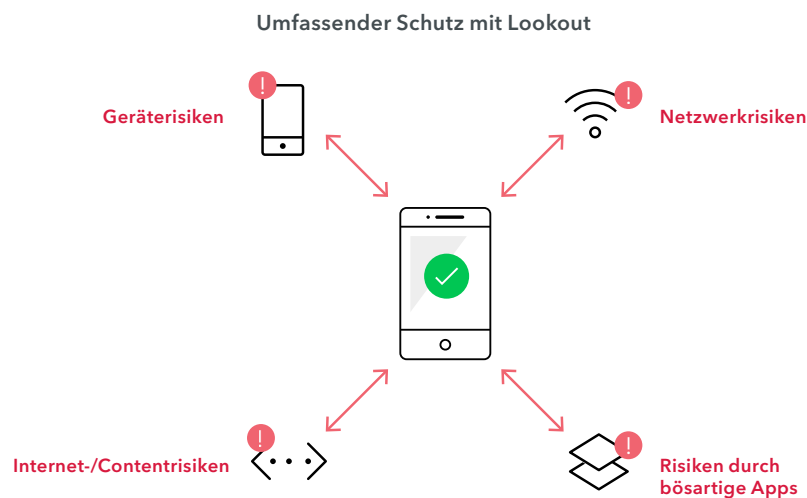 Umfassender Schutz mit Lookout
Geräterisiken
Netzwerkrisiken
Internet-/Contentrisiken
Risiken durch
bösartige Apps